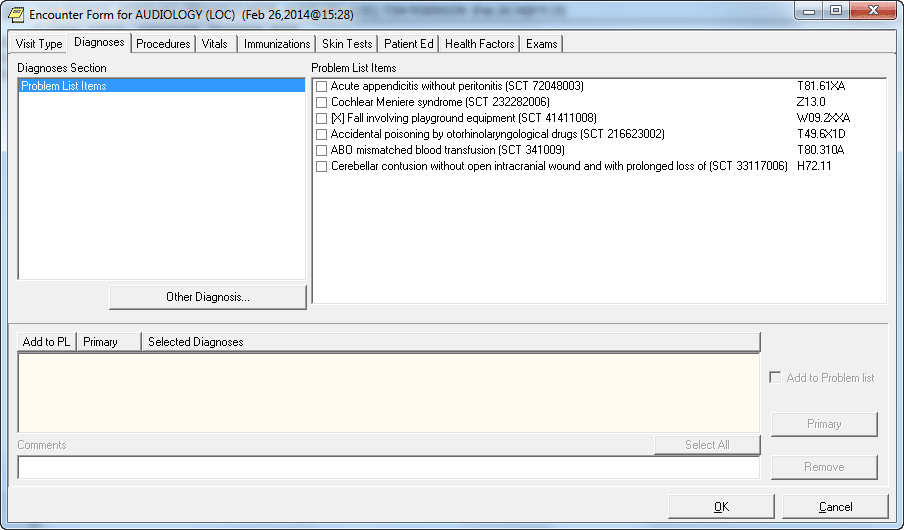 Encounter Form for AUDIOLOGY (LOC) (Feb 26,2014@15:28)
Visit Type Diagnoses Procedures Vitals Immunizations Skin Tests Patient Ed Health Factors Exams
Diagnoses Section
Problem List Items
Problem List Items
Acute appendicitis without peritonitis (SCT 72048003) T81.61XA
Cochlear Meniere syndrome (SCT 232282006) Z13.0
[X] Fall involving playground equipment (SCT 41411008) W09.2XXA
Accidental poisoning by otorhinolaryngological drugs (SCT 216623002) T49.6X1D
ABO mismatched blood transfusion (SCT 341009) T80.310A
Cerebellar contusion without open intracranial wound and with prolonged loss of (SCT 33117006) H72.11
Other Diagnosis...
Add to PL Primary Selected Diagnoses
Add to Problem list
Primary
Comments
Select All
Remove
OK Cancel